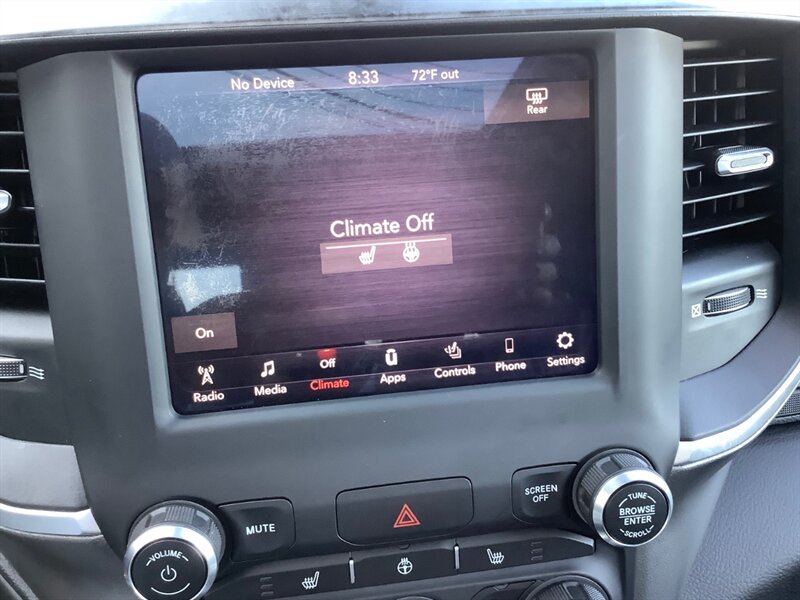 No Device 8:33 72°F out
Rear
Climate Off
On
Off
Radio Media Climate Apps Controls Phone Settings
MUTE
SCREEN OFF
TUNE
BROWSE
ENTER
SCROLL
VOLUME